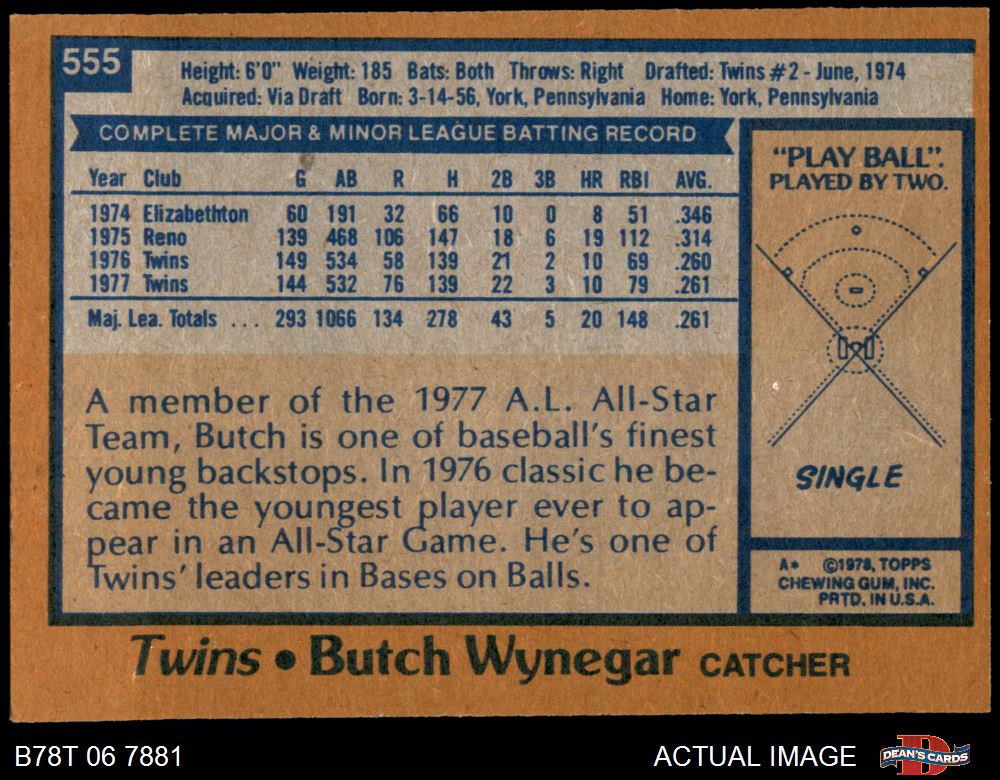 555
Height: 6'0" Weight: 185 Bats: Both Throws: Right Drafted: Twins #2 - June, 1974
Acquired: Via Draft Born: 3-14-56, York, Pennsylvania Home: York, Pennsylvania
COMPLETE MAJOR & MINOR LEAGUE BATTING RECORD
Year Club G AB R H 2B 3B HR RBI AVG.
1974 Elizabethton 60 191 32 66 10 0 8 51 .346
1975 Reno 139 468 106 147 18 6 19 112 .314
1976 Twins 149 534 58 139 21 2 10 69 .260
1977 Twins 144 532 76 139 22 3 10 79 .261
Maj. Lea. Totals ... 293 1066 134 278 43 5 20 148 .261
A member of the 1977 A.L. All-Star
Team, Butch is one of baseball's finest
young backstops. In 1976 classic he be-
came the youngest player ever to ap-
pear in an All-Star Game. He's one of
Twins' leaders in Bases on Balls.
"PLAY BALL".
PLAYED BY TWO.
SINGLE
A* ©1978, TOPPS
CHEWING GUM, INC.
PRTD. IN U.S.A.
Twins • Butch Wynegar CATCHER
B78T 06 7881
ACTUAL IMAGE
DEAN'S CARDS